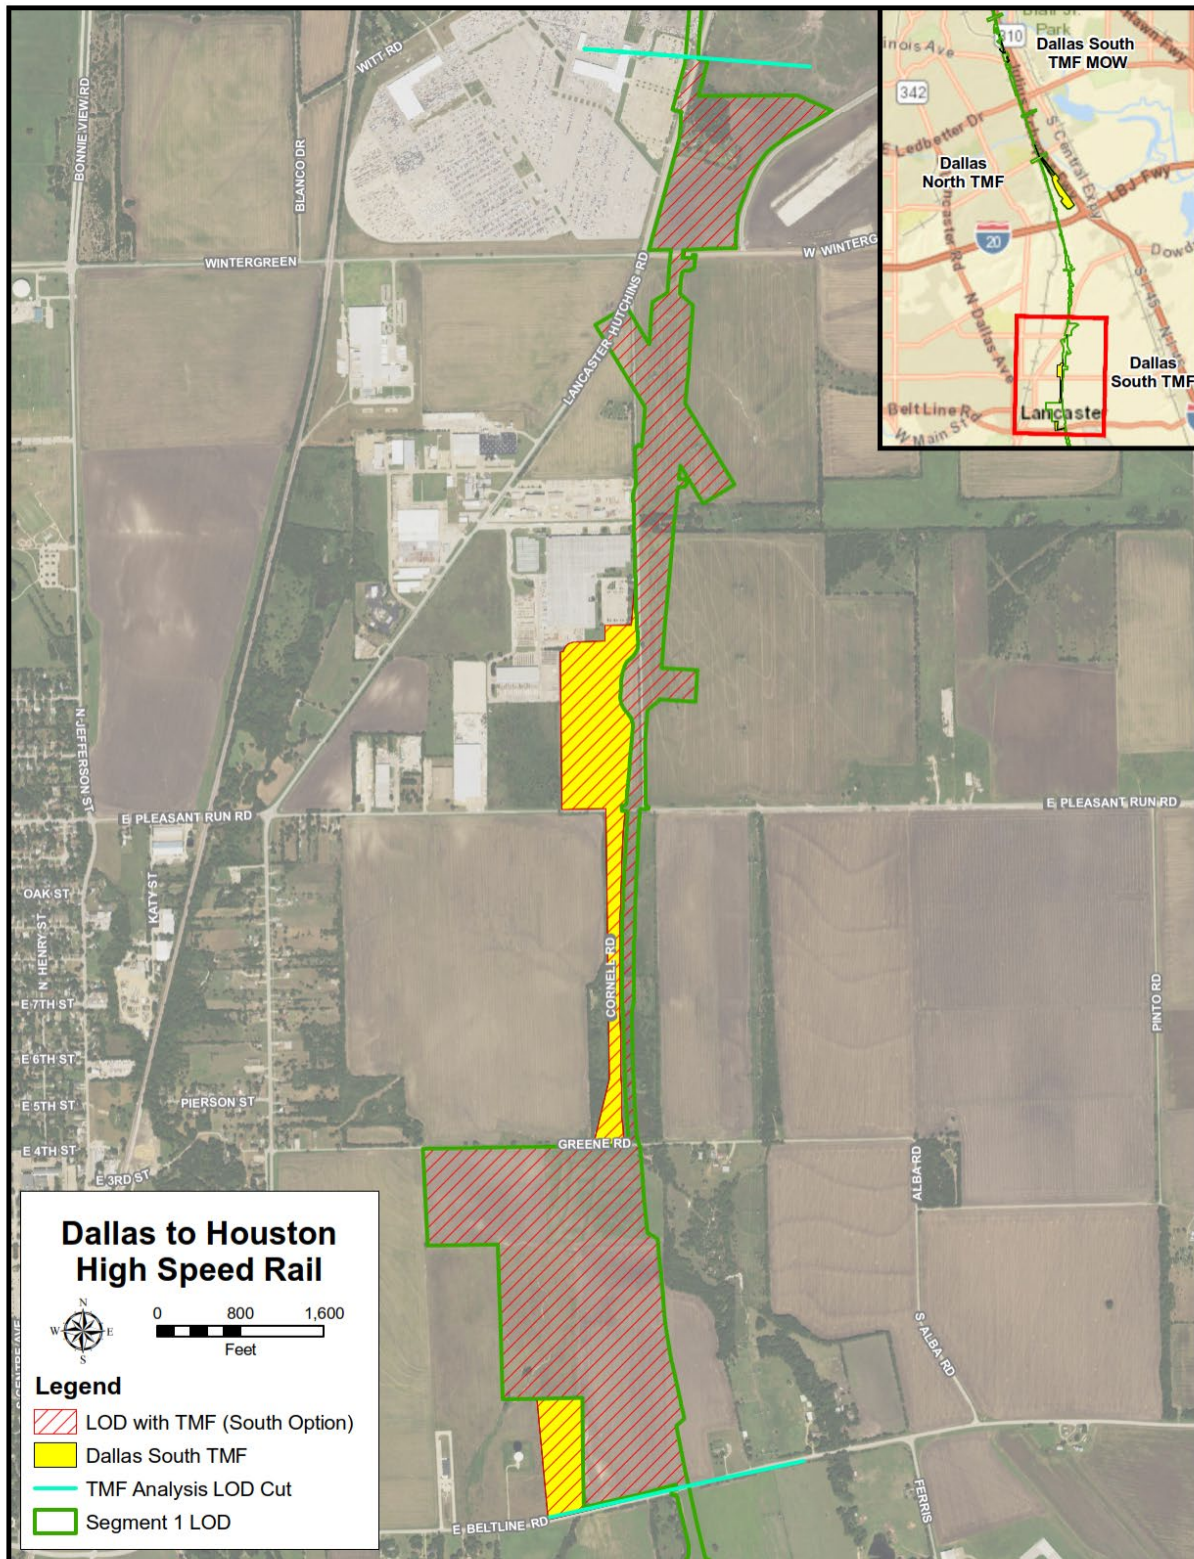 WITT RD
BONNIE VIEW RD
BLANCO DR
WINTERGREEN
LANCASTER-HUTCHINS RD
W WINTERG
310
Park
Dallas South
TMF MOW
342
E Ledbetter Dr
S Central Expy
Dallas
North TMF
LBJ Fwy
Lancaster Rd
20
Dowdy
S I 45
N Dallas Ave
Dallas
South TMF
Belt Line Rd
Lancaster
W Main St
N JEFFERSON ST
E PLEASANT RUN RD
E PLEASANT RUN RD
OAK ST
KATY ST
N HENRY ST
CORNELL RD
E 7TH ST
PINTO RD
E 6TH ST
E 5TH ST
PIERSON ST
E 4TH ST
GREENE RD
E 3RD ST
ALBA RD
S ALBA RD
FERRIS
E BELTLINE RD
Dallas to Houston
High Speed Rail
N
W E
S
0 800 1,600
Feet
Legend
LOD with TMF (South Option)
Dallas South TMF
TMF Analysis LOD Cut
Segment 1 LOD